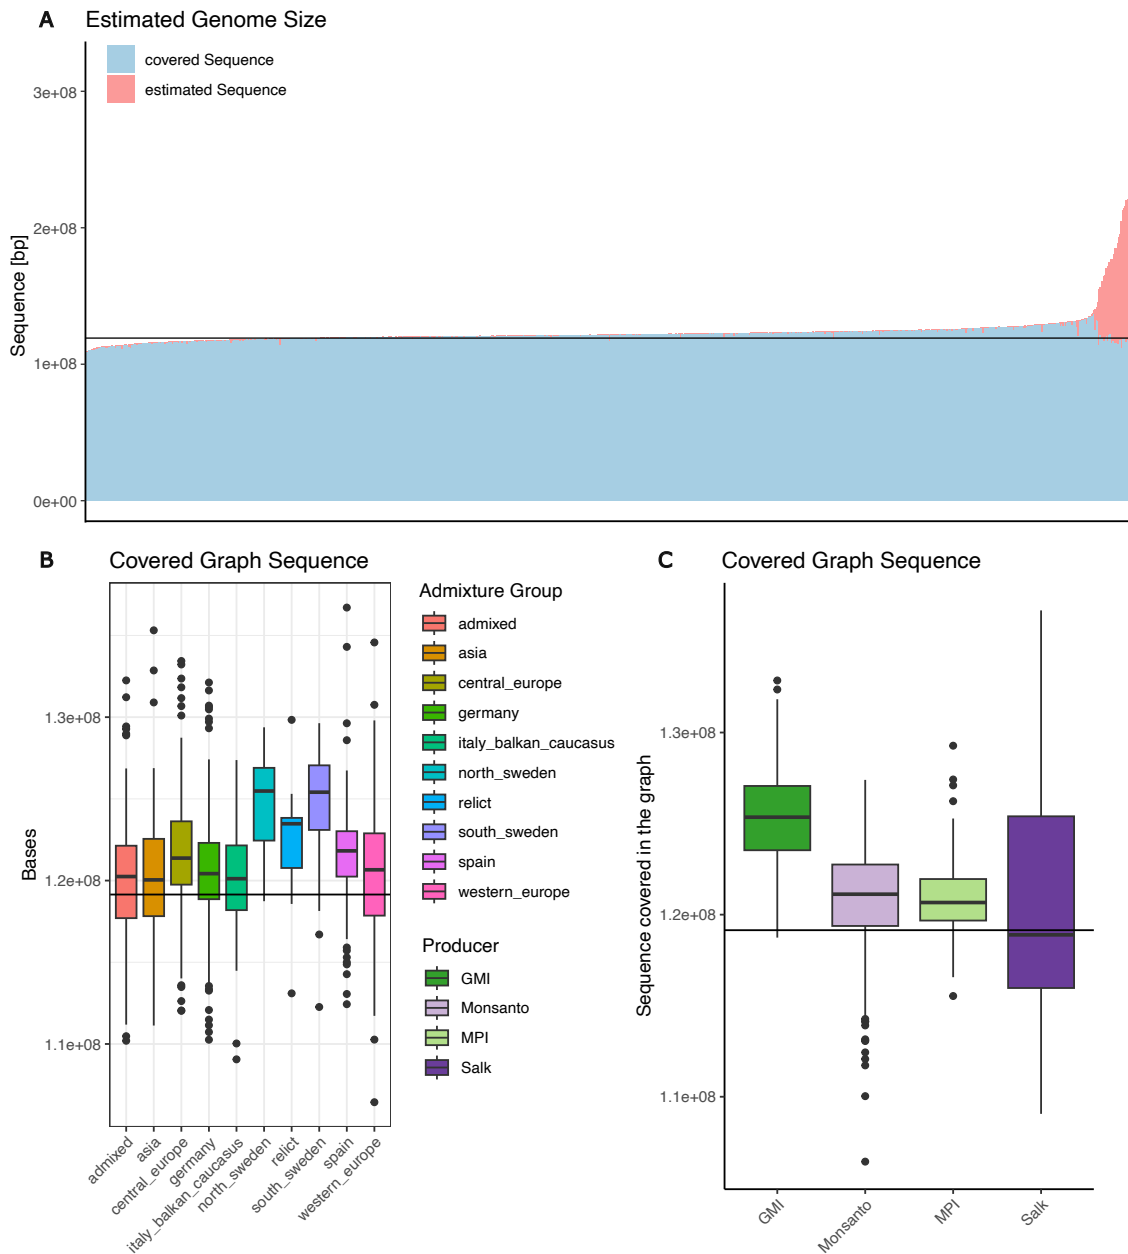 A Estimated Genome Size
covered Sequence
estimated Sequence
Sequence [bp]
3e+08
2e+08
1e+08
0e+00
B Covered Graph Sequence
Bases
1.3e+08
1.2e+08
1.1e+08
admixed
asia
central_europe
germany
italy_balkan_caucasus
north_sweden
relict
south_sweden
spain
western_europe
Admixture Group
admixed
asia
central_europe
germany
italy_balkan_caucasus
north_sweden
relict
south_sweden
spain
western_europe
Producer
GMI
Monsanto
MPI
Salk
C Covered Graph Sequence
Sequence covered in the graph
1.3e+08
1.2e+08
1.1e+08
GMI
Monsanto
MPI
Salk